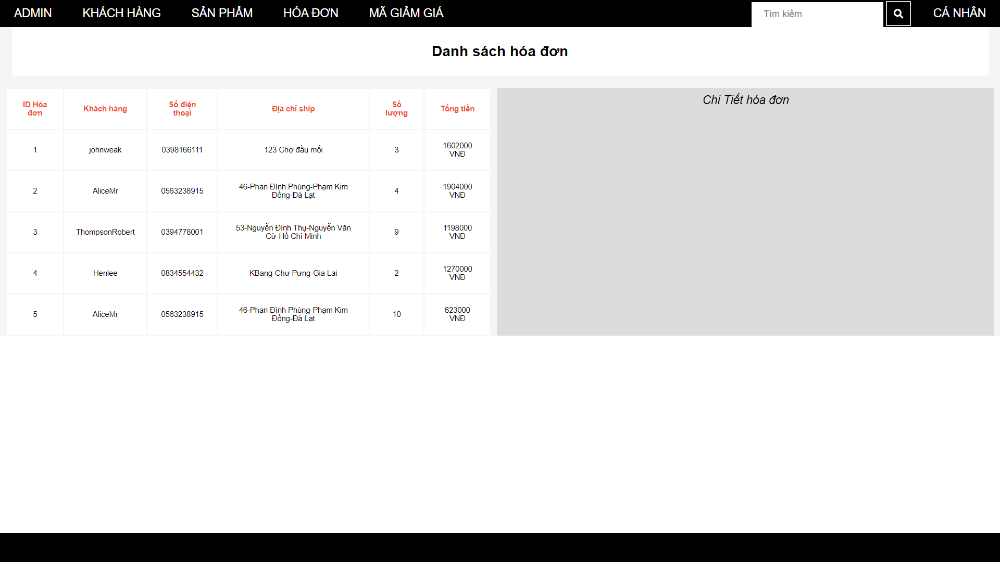 ADMIN KHÁCH HÀNG SẢN PHẨM HÓA ĐƠN MÃ GIẢM GIÁ Tìm kiếm CÁ NHÂN
Danh sách hóa đơn
ID Hóa đơn Khách hàng Số điện thoại Địa chỉ ship Số lượng Tổng tiền
1 johnweak 0398166111 123 Chợ đầu mối 3 1602000 VNĐ
2 AliceMr 0563238915 46-Phan Đình Phùng-Phạm Kim Đồng-Đà Lạt 4 1904000 VNĐ
3 ThompsonRobert 0394778001 53-Nguyễn Đình Thụ-Nguyễn Văn Cừ-Hồ Chí Minh 9 1198000 VNĐ
4 Henlee 0834554432 KBang-Chư Pưng-Gia Lai 2 1270000 VNĐ
5 AliceMr 0563238915 46-Phan Đình Phùng-Phạm Kim Đồng-Đà Lạt 10 623000 VNĐ
Chi Tiết hóa đơn